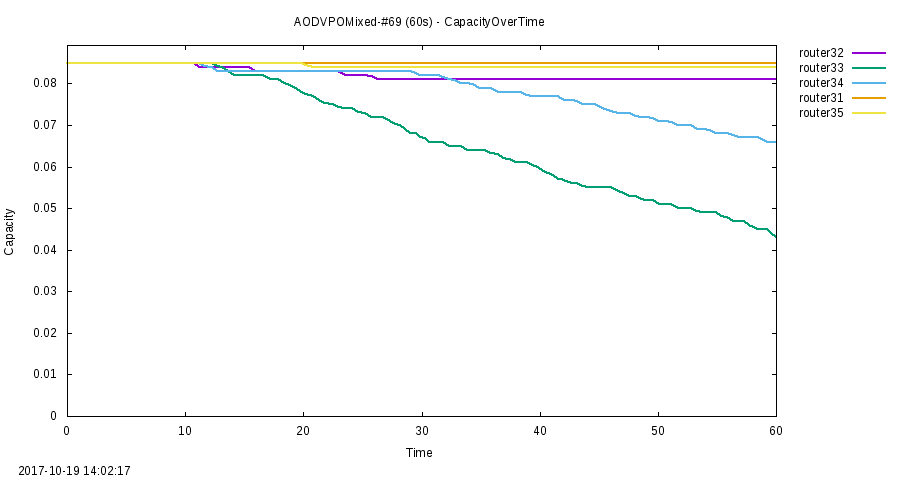 AODVPOMixed-#69 (60s) - CapacityOverTime
router32
router33
router34
router31
router35
0.08
0.07
0.06
0.05
0.04
0.03
0.02
0.01
0
Capacity
0 10 20 30 40 50 60
Time
2017-10-19 14:02:17